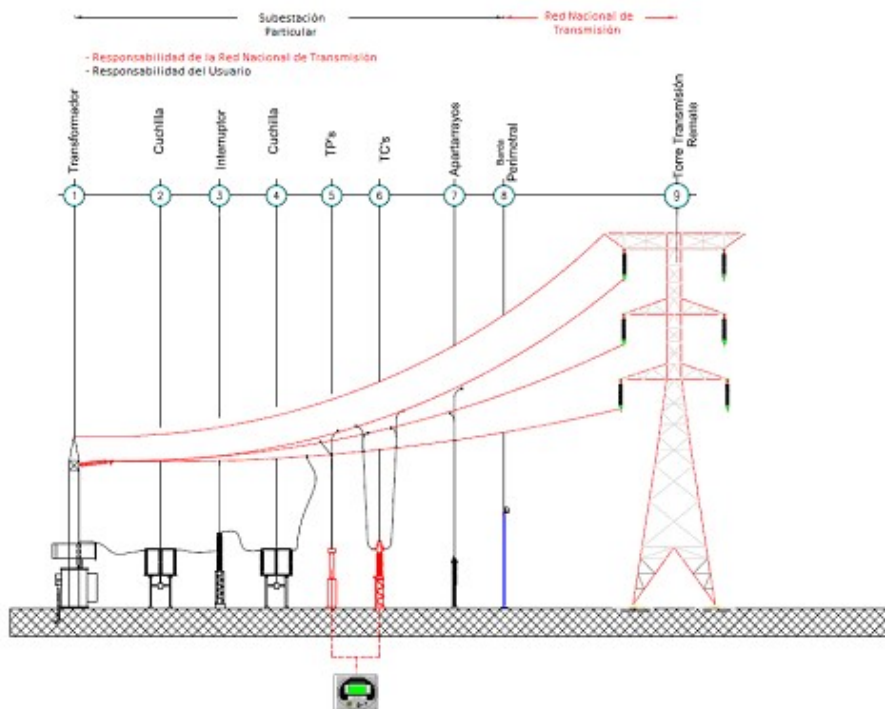 Subestación
Particular
Red Nacional de
Transmisión
- Responsabilidad de la Red Nacional de Transmisión
- Responsabilidad del Usuario
Transformador
Cuchilla
Interruptor
Cuchilla
TP's
TC's
Apartarrayos
Barda
Perimetral
Torre Transmisión
Remate
1
2
3
4
5
6
7
8
9